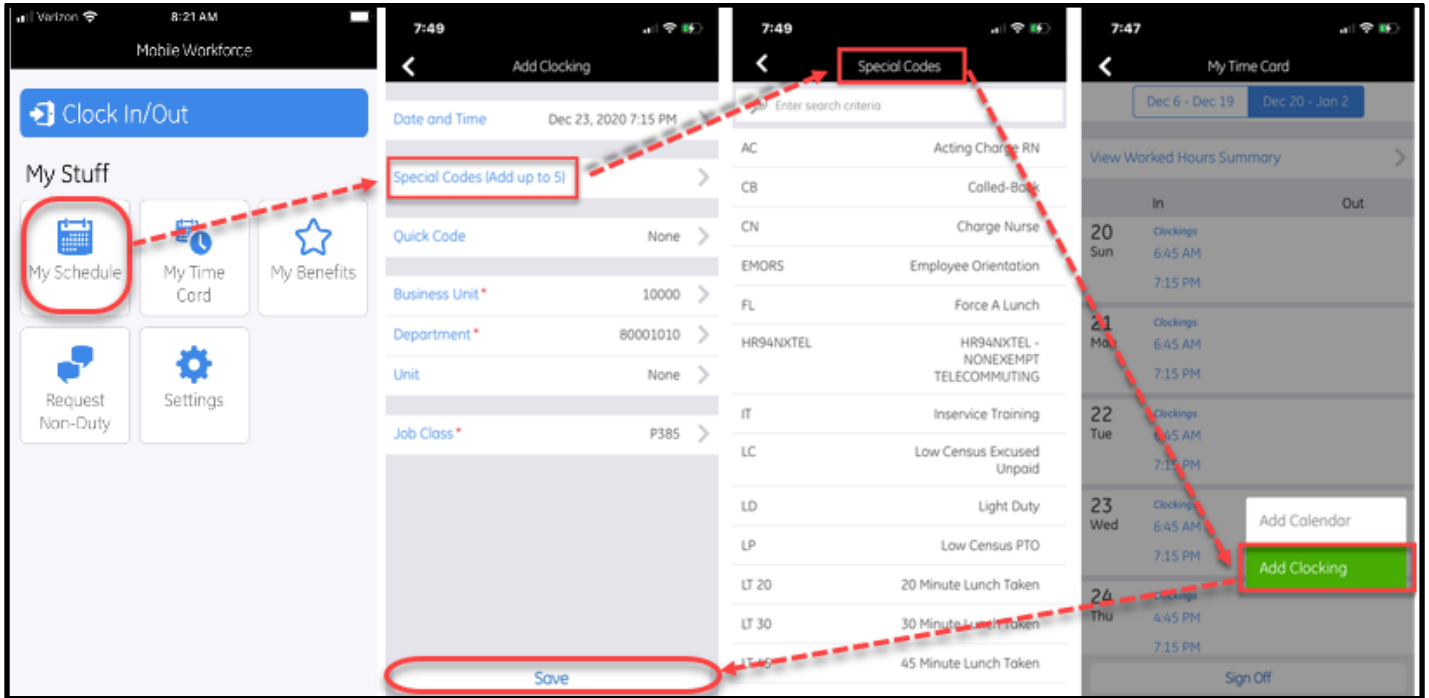 Verizon 8:21 AM
Mobile Workforce
Clock In/Out
My Stuff
My Schedule
My Time
Card
My Benefits
Request
Non-Duty
Settings
7:49
Add Clocking
Date and Time Dec 23, 2020 7:15 PM
Special Codes (Add up to 5)
Quick Code None
Business Unit* 10000
Department* 80001010
Unit None
Job Class* P385
Save
7:49
Special Codes
Enter search criteria
AC Acting Charge RN
CB Called-Back
CN Charge Nurse
EMORS Employee Orientation
FL Force A Lunch
HR94NXTEL HR94NXTEL -
NONEXEMPT
TELECOMMUTING
IT Inservice Training
LC Low Census Excused
Unpaid
LD Light Duty
LP Low Census PTO
LT 20 20 Minute Lunch Taken
LT 30 30 Minute Lunch Taken
LT 45 45 Minute Lunch Taken
7:47
My Time Card
Dec 6 - Dec 19 Dec 20 - Jan 2
View Worked Hours Summary
In Out
20 Clockings
Sun 6:45 AM
7:15 PM
21 Clockings
Mon 6:45 AM
7:15 PM
22 Clockings
Tue 6:45 AM
7:15 PM
23 Clockings
Wed 6:45 AM
7:15 PM
Add Calendar
Add Clocking
24 Clockings
Thu 4:45 PM
7:15 PM
Sign Off